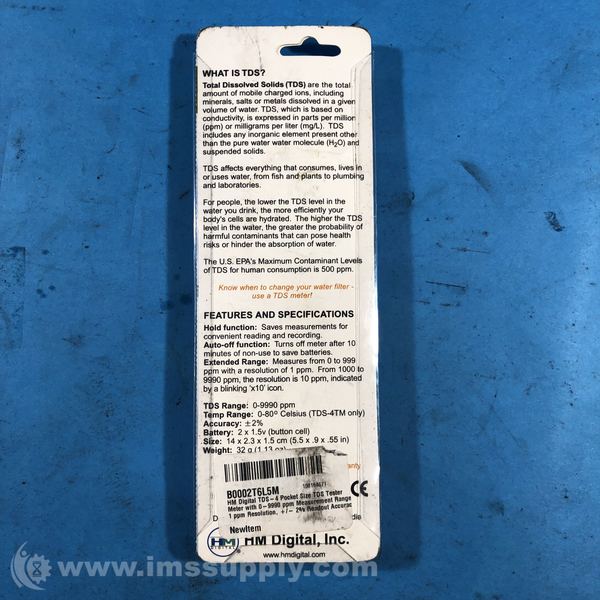 WHAT IS TDS?
Total Dissolved Solids (TDS) are the total
amount of mobile charged ions, including
minerals, salts or metals dissolved in a given
volume of water. TDS, which is based on
conductivity, is expressed in parts per million
(ppm) or milligrams per liter (mg/L). TDS
includes any inorganic element present other
than the pure water water molecule (H₂O) and
suspended solids.
TDS affects everything that consumes, lives in
or uses water, from fish and plants to plumbing
and laboratories.
For people, the lower the TDS level in the
water you drink, the more efficiently your
body's cells are hydrated. The higher the TDS
level in the water, the greater the probability of
harmful contaminants that can pose health
risks or hinder the absorption of water.
The U.S. EPA's Maximum Contaminant Levels
of TDS for human consumption is 500 ppm.
Know when to change your water filter -
use a TDS meter!
FEATURES AND SPECIFICATIONS
Hold function: Saves measurements for
convenient reading and recording.
Auto-off function: Turns off meter after 10
minutes of non-use to save batteries.
Extended Range: Measures from 0 to 999
ppm with a resolution of 1 ppm. From 1000 to
9990 ppm, the resolution is 10 ppm, indicated
by a blinking 'x10' icon.
TDS Range: 0-9990 ppm
Temp Range: 0-80° Celsius (TDS-4TM only)
Accuracy: ±2%
Battery: 2 x 1.5v (button cell)
Size: 14 x 2.3 x 1.5 cm (5.5 x .9 x .55 in)
Weight: 32 g (1.13 oz)
B0002T6L5M
CE
HM Digital TDS-4 Pocket Size TDS Tester
Meter with 0-9990 ppm Measurement Range
1 ppm Resolution, +/- 2% Readout Accurac
NewItem
HM DIGITAL
HM Digital, Inc.
www.hmdigital.com
© - www.imssupply.com -